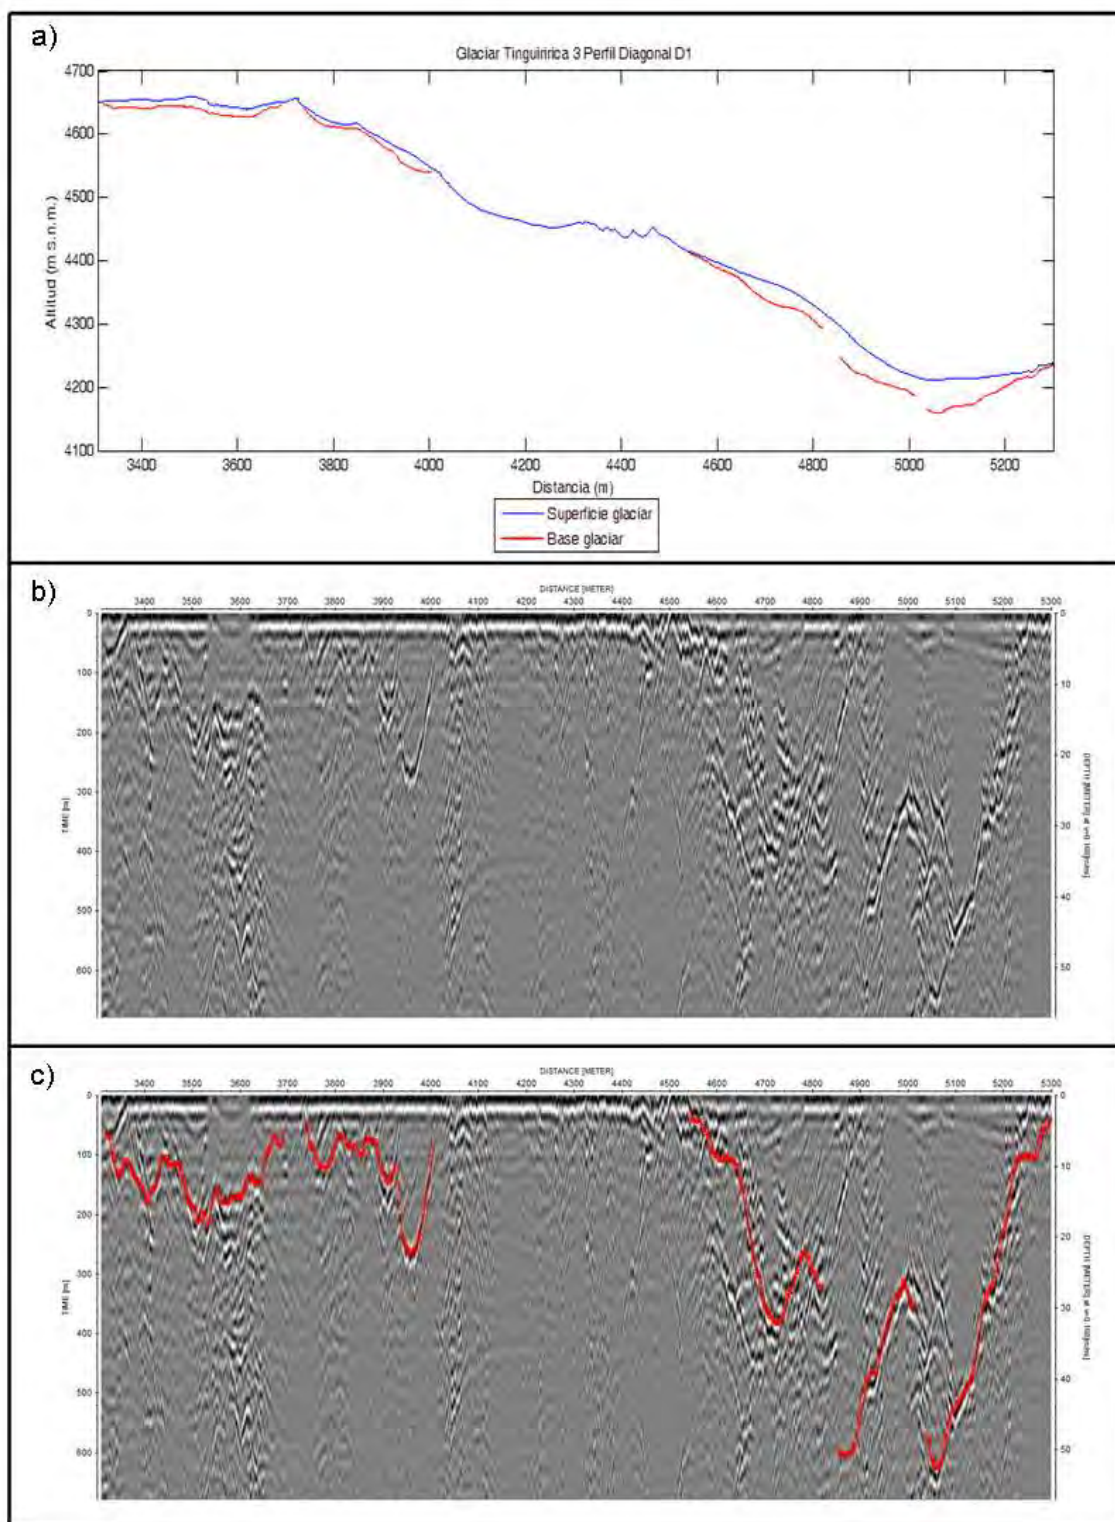 a)
Glaciar Tinguiririca 3 Perfil Diagonal D1
4700
4600
4500
4400
4300
4200
4100
Altitud (m s.n.m.)
3400 3600 3800 4000 4200 4400 4600 4800 5000 5200
Distancia (m)
Superficie glaciar
Base glaciar
b)
DISTANCE [METER]
3400 3500 3600 3700 3800 3900 4000 4100 4200 4300 4400 4500 4600 4700 4800 4900 5000 5100 5200 5300
0
100
200
300
400
500
600
TIME [ns]
0
10
20
30
40
50
DEPTH [METER]
c)
DISTANCE [METER]
3400 3500 3600 3700 3800 3900 4000 4100 4200 4300 4400 4500 4600 4700 4800 4900 5000 5100 5200 5300
0
100
200
300
400
500
600
TIME [ns]
0
10
20
30
40
50
DEPTH [METER]